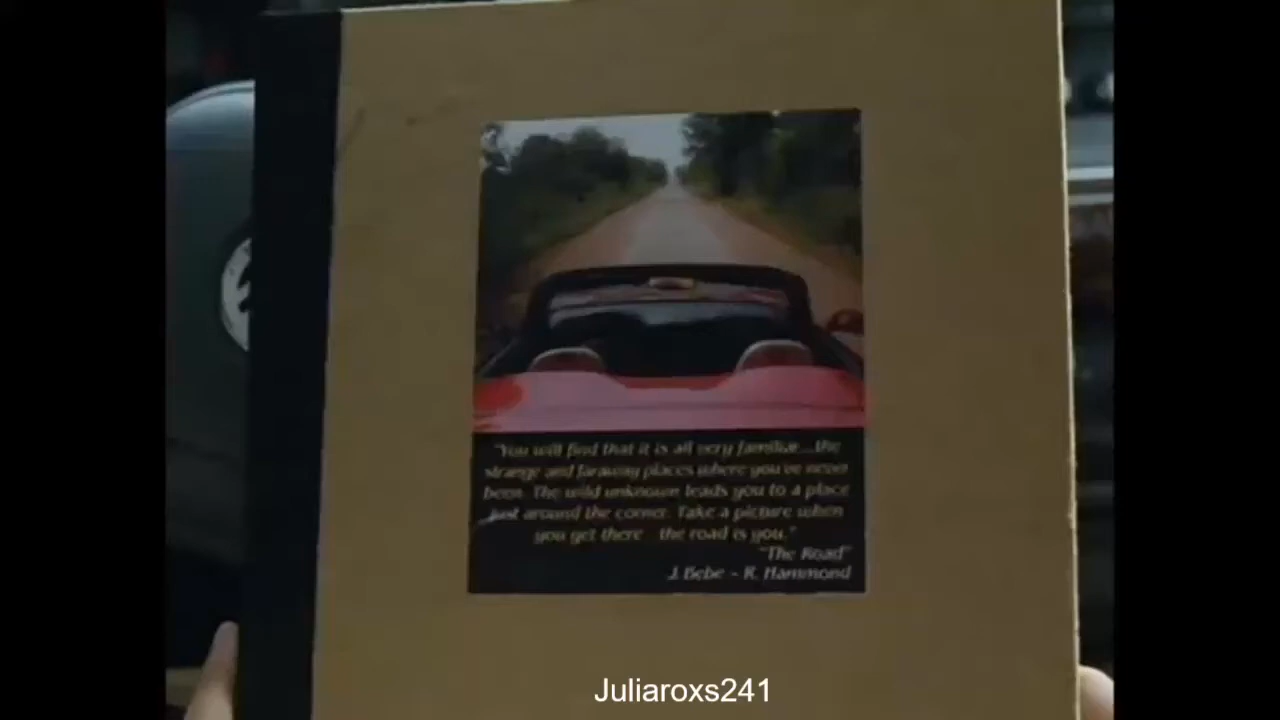 "You will find that it is all very familiar...the
strange and faraway places where you've never
been. The wild unknown leads you to a place
just around the corner. Take a picture when
you get there...the road is you."
"The Road"
J. Bebe - R. Hammond
Juliaroxs241